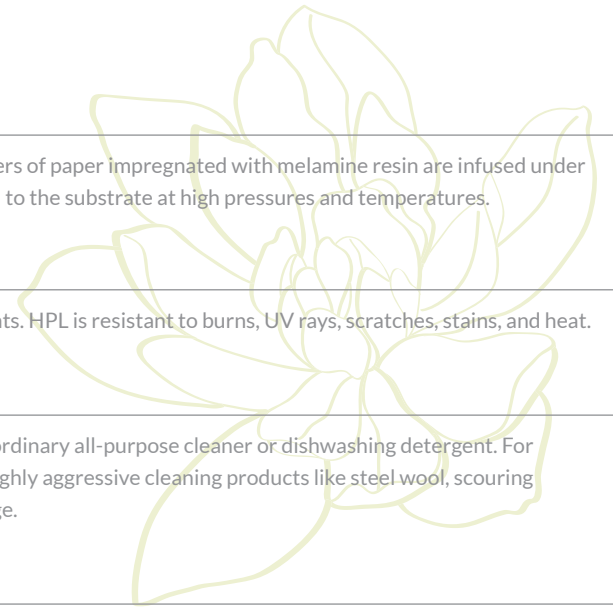 ers of paper impregnated with melamine resin are infused under
to the substrate at high pressures and temperatures.
ts. HPL is resistant to burns, UV rays, scratches, stains, and heat.
ordinary all-purpose cleaner or dishwashing detergent. For
ghly aggressive cleaning products like steel wool, scouring
ge.